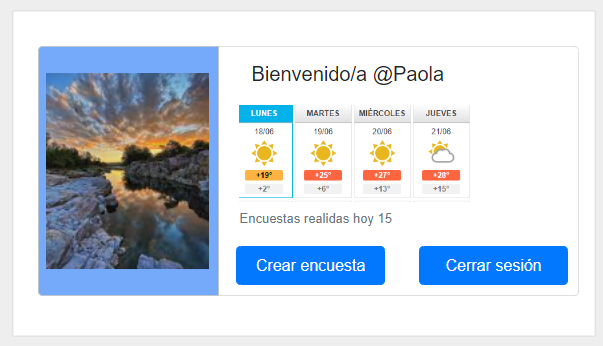 Bienvenido/a @Paola
LUNES MARTES MIÉRCOLES JUEVES
18/06 19/06 20/06 21/06
+19° +25° +27° +28°
+2° +6° +13° +15°
Encuestas realidas hoy 15
Crear encuesta Cerrar sesión